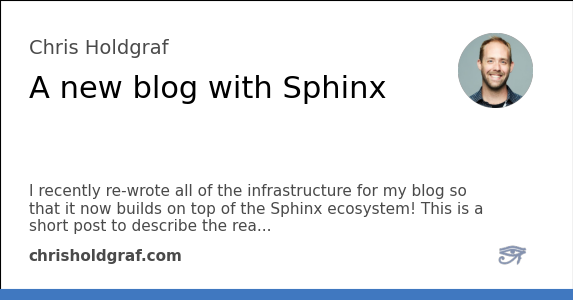 Chris Holdgraf
A new blog with Sphinx
I recently re-wrote all of the infrastructure for my blog so
that it now builds on top of the Sphinx ecosystem! This is a
short post to describe the rea...
chrisholdgraf.com